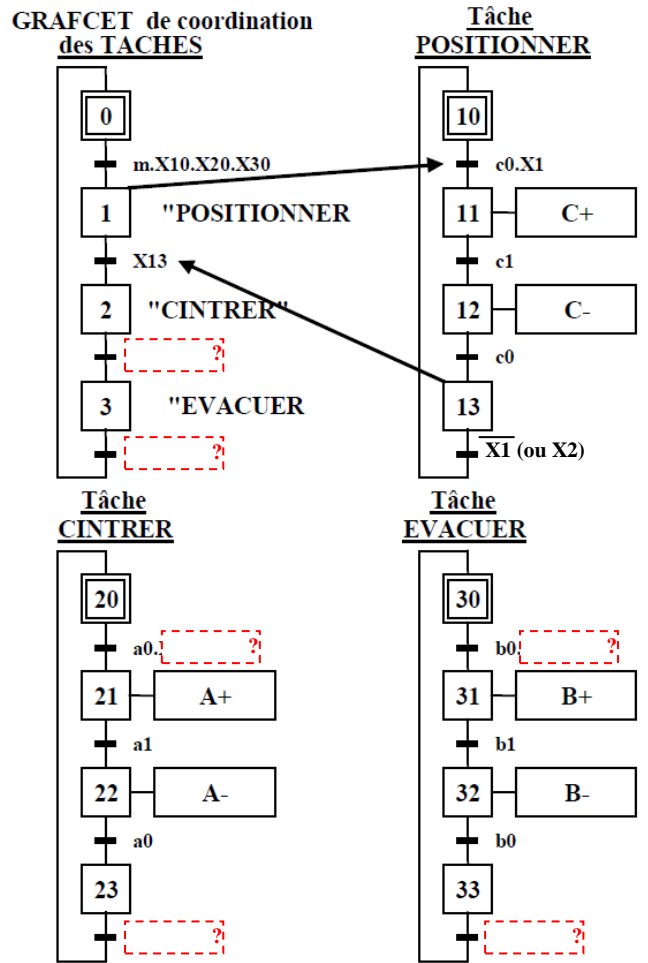 GRAFCET de coordination
des TACHES
0
m.X10.X20.X30
1
"POSITIONNER
X13
2
"CINTRER"
?
3
"EVACUER
?
Tâche
POSITIONNER
10
c0.X1
11
C+
c1
12
C-
c0
13
X̅1̅ (ou X2)
Tâche
CINTRER
20
a0.
?
21
A+
a1
22
A-
a0
23
?
Tâche
EVACUER
30
b0.
?
31
B+
b1
32
B-
b0
33
?